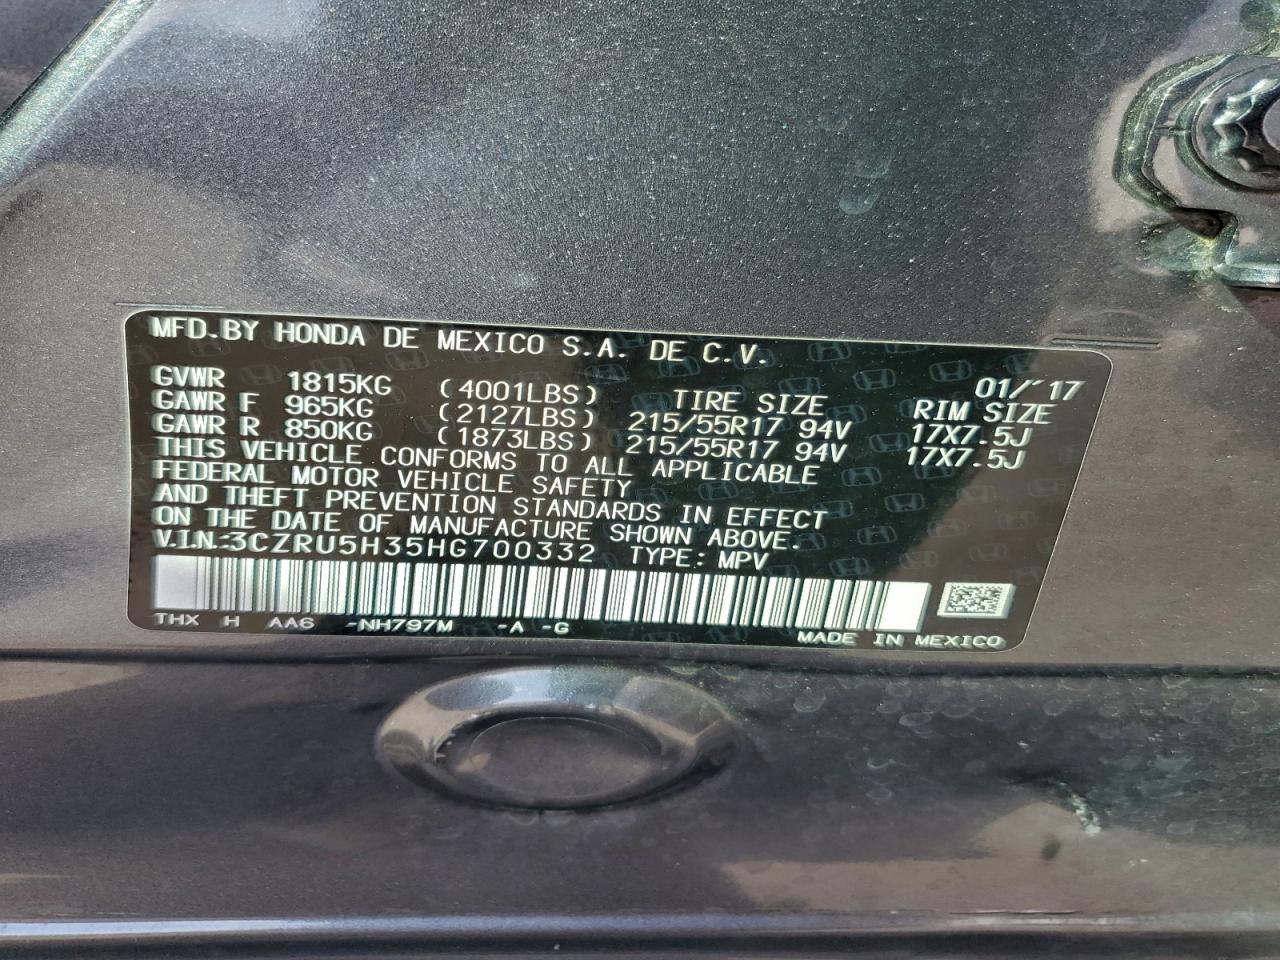 MFD.BY HONDA DE MEXICO S.A. DE C.V.
01/'17
GVWR 1815KG (4001LBS) TIRE SIZE RIM SIZE
GAWR F 965KG (2127LBS) 215/55R17 94V 17X7.5J
GAWR R 850KG (1873LBS) 215/55R17 94V 17X7.5J
THIS VEHICLE CONFORMS TO ALL APPLICABLE
FEDERAL MOTOR VEHICLE SAFETY
AND THEFT PREVENTION STANDARDS IN EFFECT
ON THE DATE OF MANUFACTURE SHOWN ABOVE.
V.I.N.:3CZRU5H35HG700332 TYPE: MPV
THX H AA6 -NH797M -A -G
MADE IN MEXICO